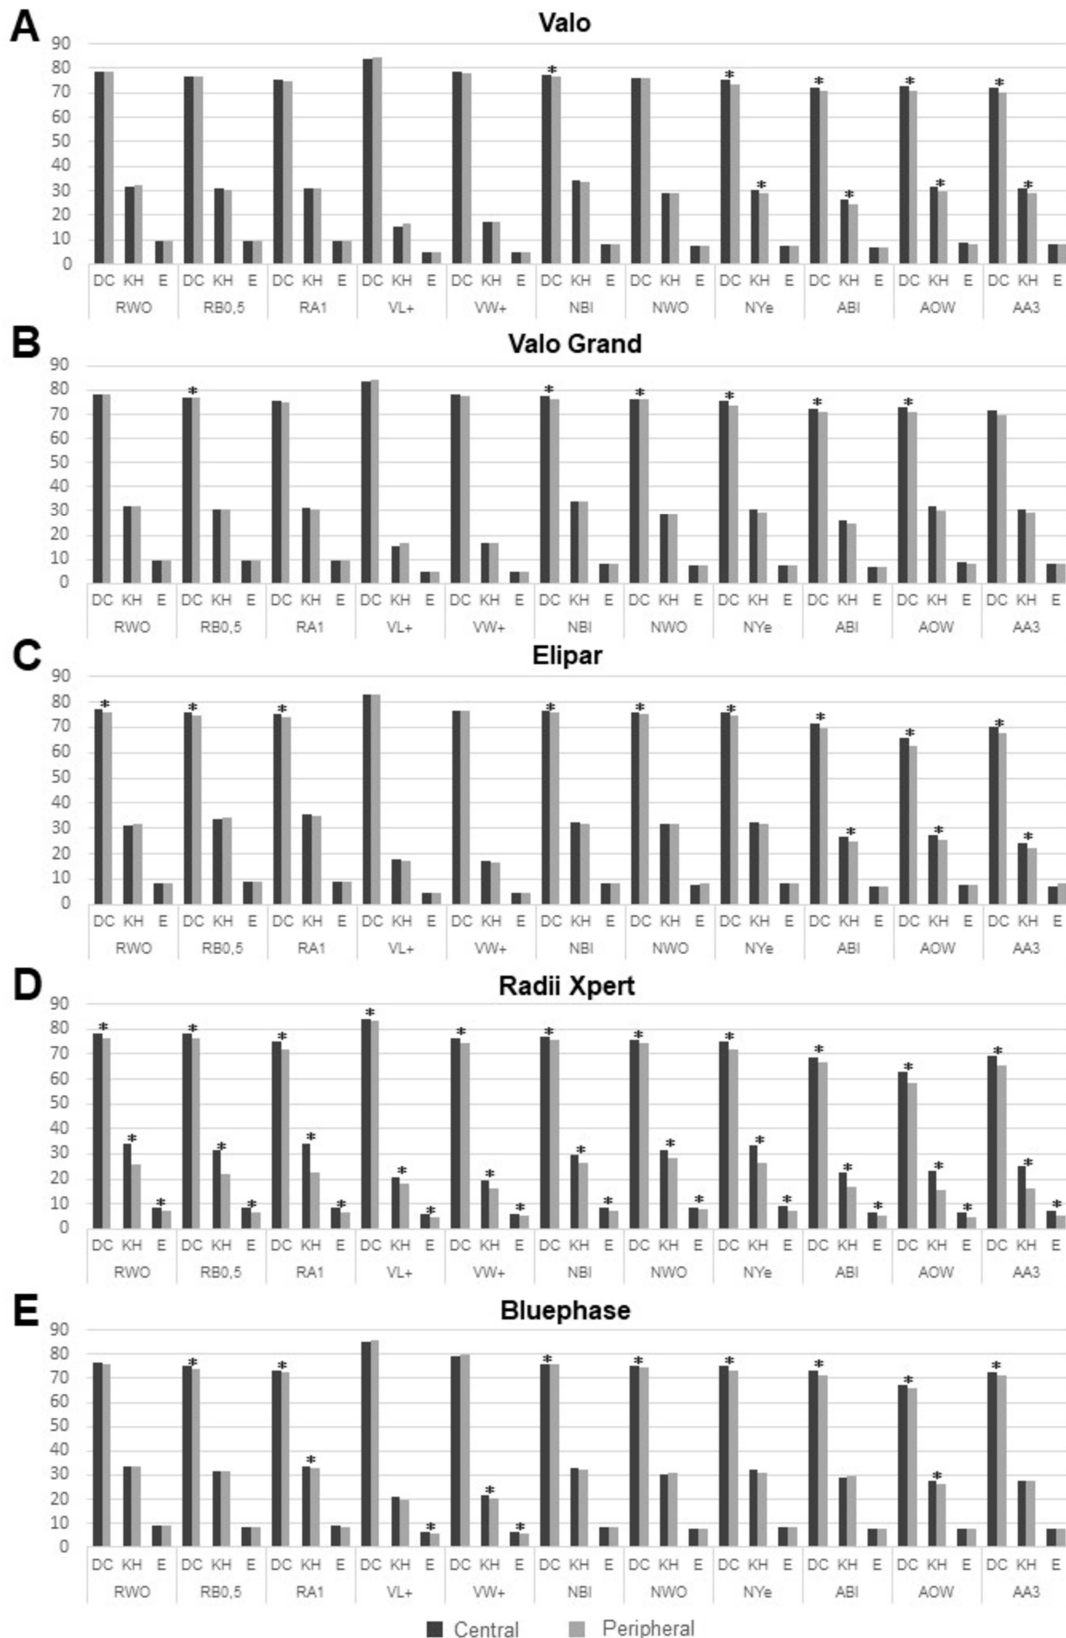 A
Valo
90
80
* * * * *
70
60
50
40
30
* * * *
20
10
0
DC KH E DC KH E DC KH E DC KH E DC KH E DC KH E DC KH E DC KH E DC KH E DC KH E DC KH E
RWO RB0,5 RA1 VL+ VW+ NBI NWO NYe ABI AOW AA3
B
Valo Grand
90
80
* * * * * *
70
60
50
40
30
20
10
0
DC KH E DC KH E DC KH E DC KH E DC KH E DC KH E DC KH E DC KH E DC KH E DC KH E DC KH E
RWO RB0,5 RA1 VL+ VW+ NBI NWO NYe ABI AOW AA3
C
Elipar
90
80
* * * * * * * * *
70
60
50
40
30
* * *
20
10
0
DC KH E DC KH E DC KH E DC KH E DC KH E DC KH E DC KH E DC KH E DC KH E DC KH E DC KH E
RWO RB0,5 RA1 VL+ VW+ NBI NWO NYe ABI AOW AA3
D
Radii Xpert
90
80
* * * * * * * * * * *
70
60
50
40
30
* * * * * * * * * * *
20
10
* * * * * * * * * * *
0
DC KH E DC KH E DC KH E DC KH E DC KH E DC KH E DC KH E DC KH E DC KH E DC KH E DC KH E
RWO RB0,5 RA1 VL+ VW+ NBI NWO NYe ABI AOW AA3
E
Bluephase
90
80
* * * * * * * *
70
60
50
40
30
* * *
20
10
* *
0
DC KH E DC KH E DC KH E DC KH E DC KH E DC KH E DC KH E DC KH E DC KH E DC KH E DC KH E
RWO RB0,5 RA1 VL+ VW+ NBI NWO NYe ABI AOW AA3
Central Peripheral